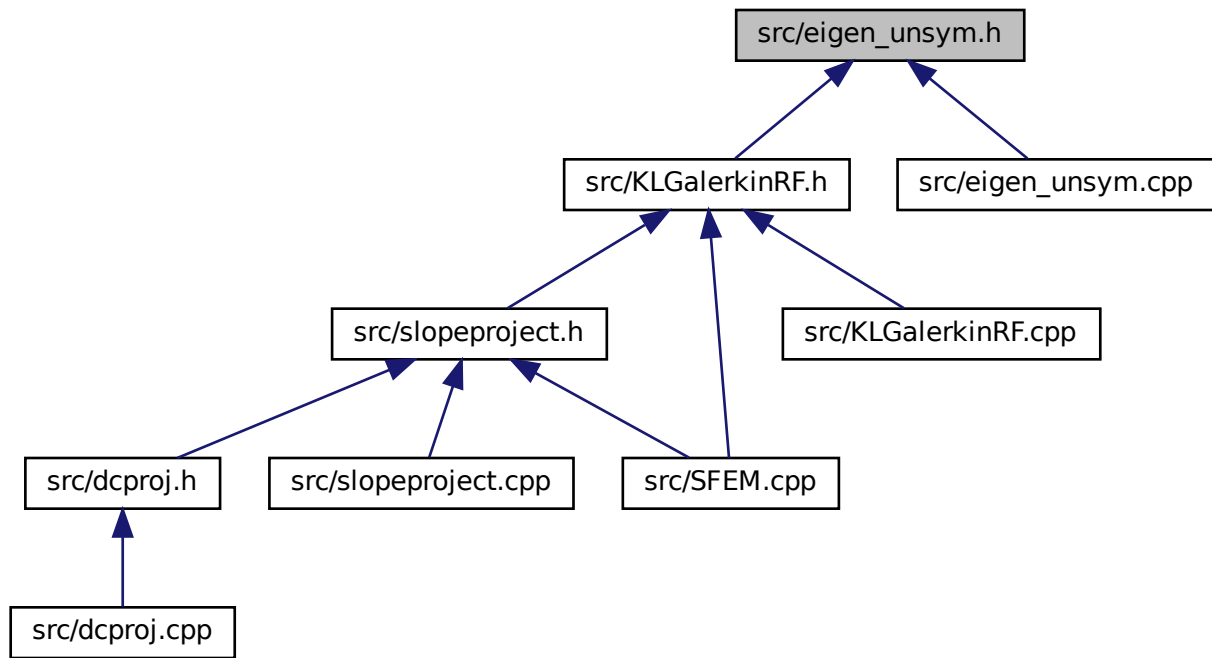 src/eigen_unsym.h
src/KLGalerkinRF.h
src/eigen_unsym.cpp
src/slopeproject.h
src/KLGalerkinRF.cpp
src/dcproj.h
src/slopeproject.cpp
src/SFEM.cpp
src/dcproj.cpp